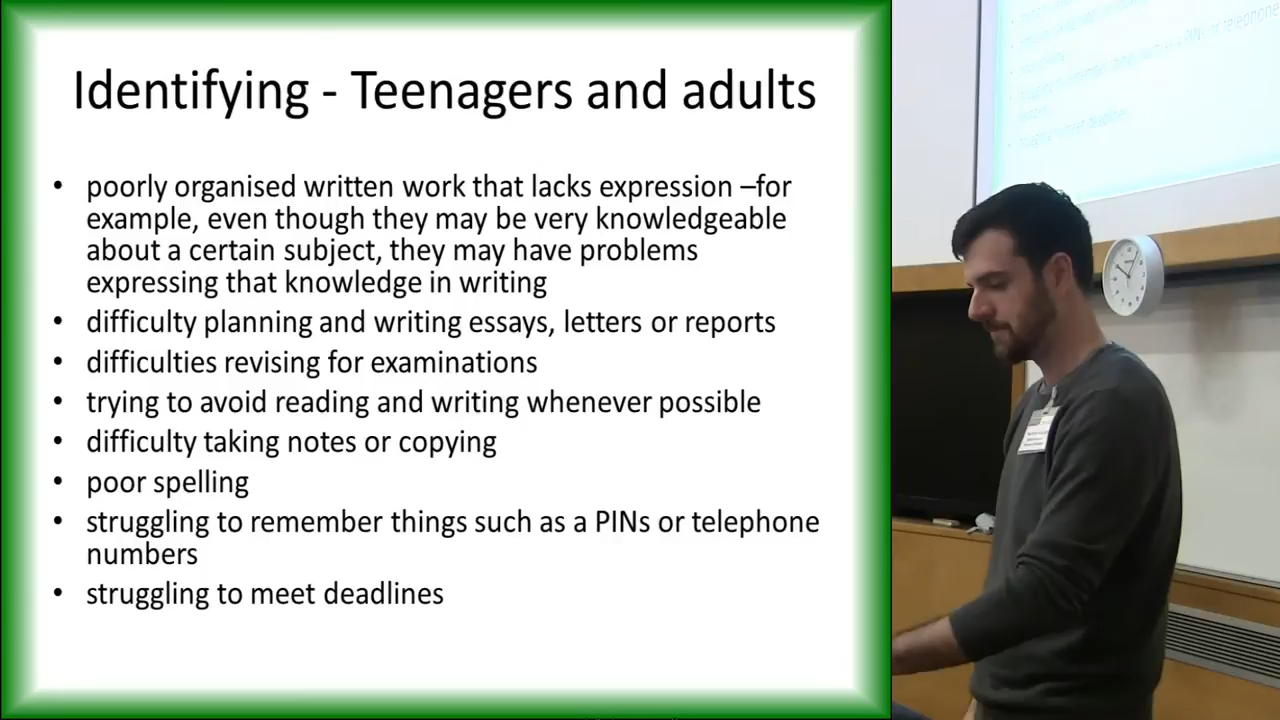 Identifying - Teenagers and adults
• poorly organised written work that lacks expression –for
example, even though they may be very knowledgeable
about a certain subject, they may have problems
expressing that knowledge in writing
• difficulty planning and writing essays, letters or reports
• difficulties revising for examinations
• trying to avoid reading and writing whenever possible
• difficulty taking notes or copying
• poor spelling
• struggling to remember things such as a PINs or telephone
numbers
• struggling to meet deadlines